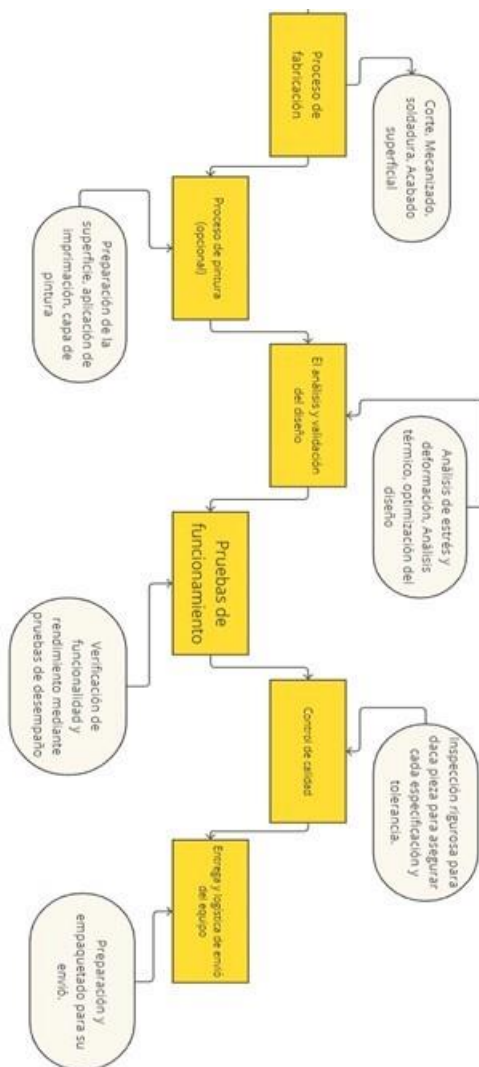 Proceso de
fabricación
Corte. Mecanizado.
soldadura. Acabado
superficial
Proceso de pintura
(opcional)
Preparación de la
superficie, aplicación de
imprimación, capa de
pintura
El análisis y validación
del diseño
Análisis de estrés y
deformación, Análisis
térmico, optimización del
diseño
Pruebas de
funcionamiento
Verificación de
funcionalidad y
rendimiento mediante
pruebas de desempaño
Control de calidad
Inspección rigurosa para
daca pieza para asegurar
cada especificación y
tolerancia.
Entrega y logística de envió
del equipo
Preparación y
empaquetado para su
envió.